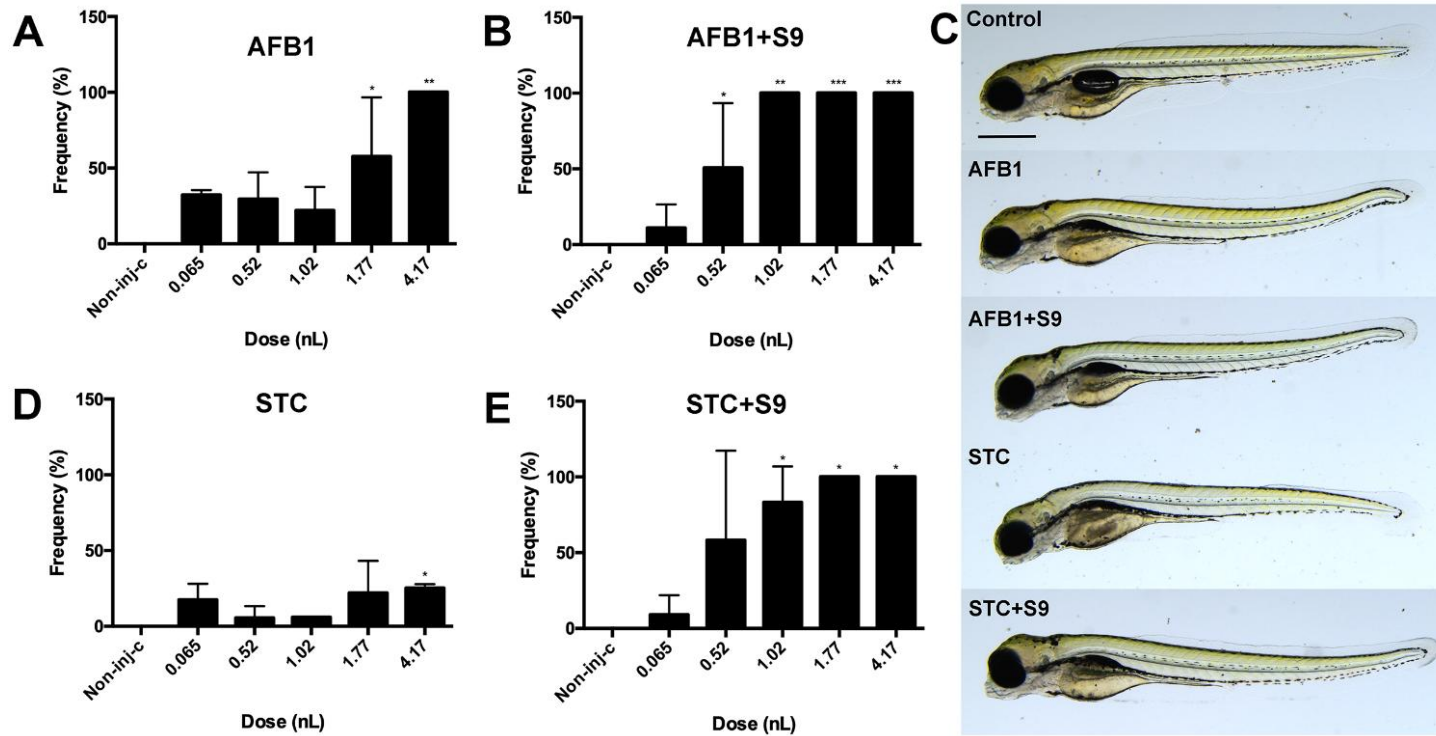 A
AFB1
Frequency (%)
150
100
50
0
* **
Non-inj-c 0.065 0.52 1.02 1.77 4.17
Dose (nL)
B
AFB1+S9
Frequency (%)
150
100
50
0
* ** *** ***
Non-inj-c 0.065 0.52 1.02 1.77 4.17
Dose (nL)
C
Control
AFB1
AFB1+S9
STC
STC+S9
D
STC
Frequency (%)
150
100
50
0
*
Non-inj-c 0.065 0.52 1.02 1.77 4.17
Dose (nL)
E
STC+S9
Frequency (%)
150
100
50
0
* * *
Non-inj-c 0.065 0.52 1.02 1.77 4.17
Dose (nL)